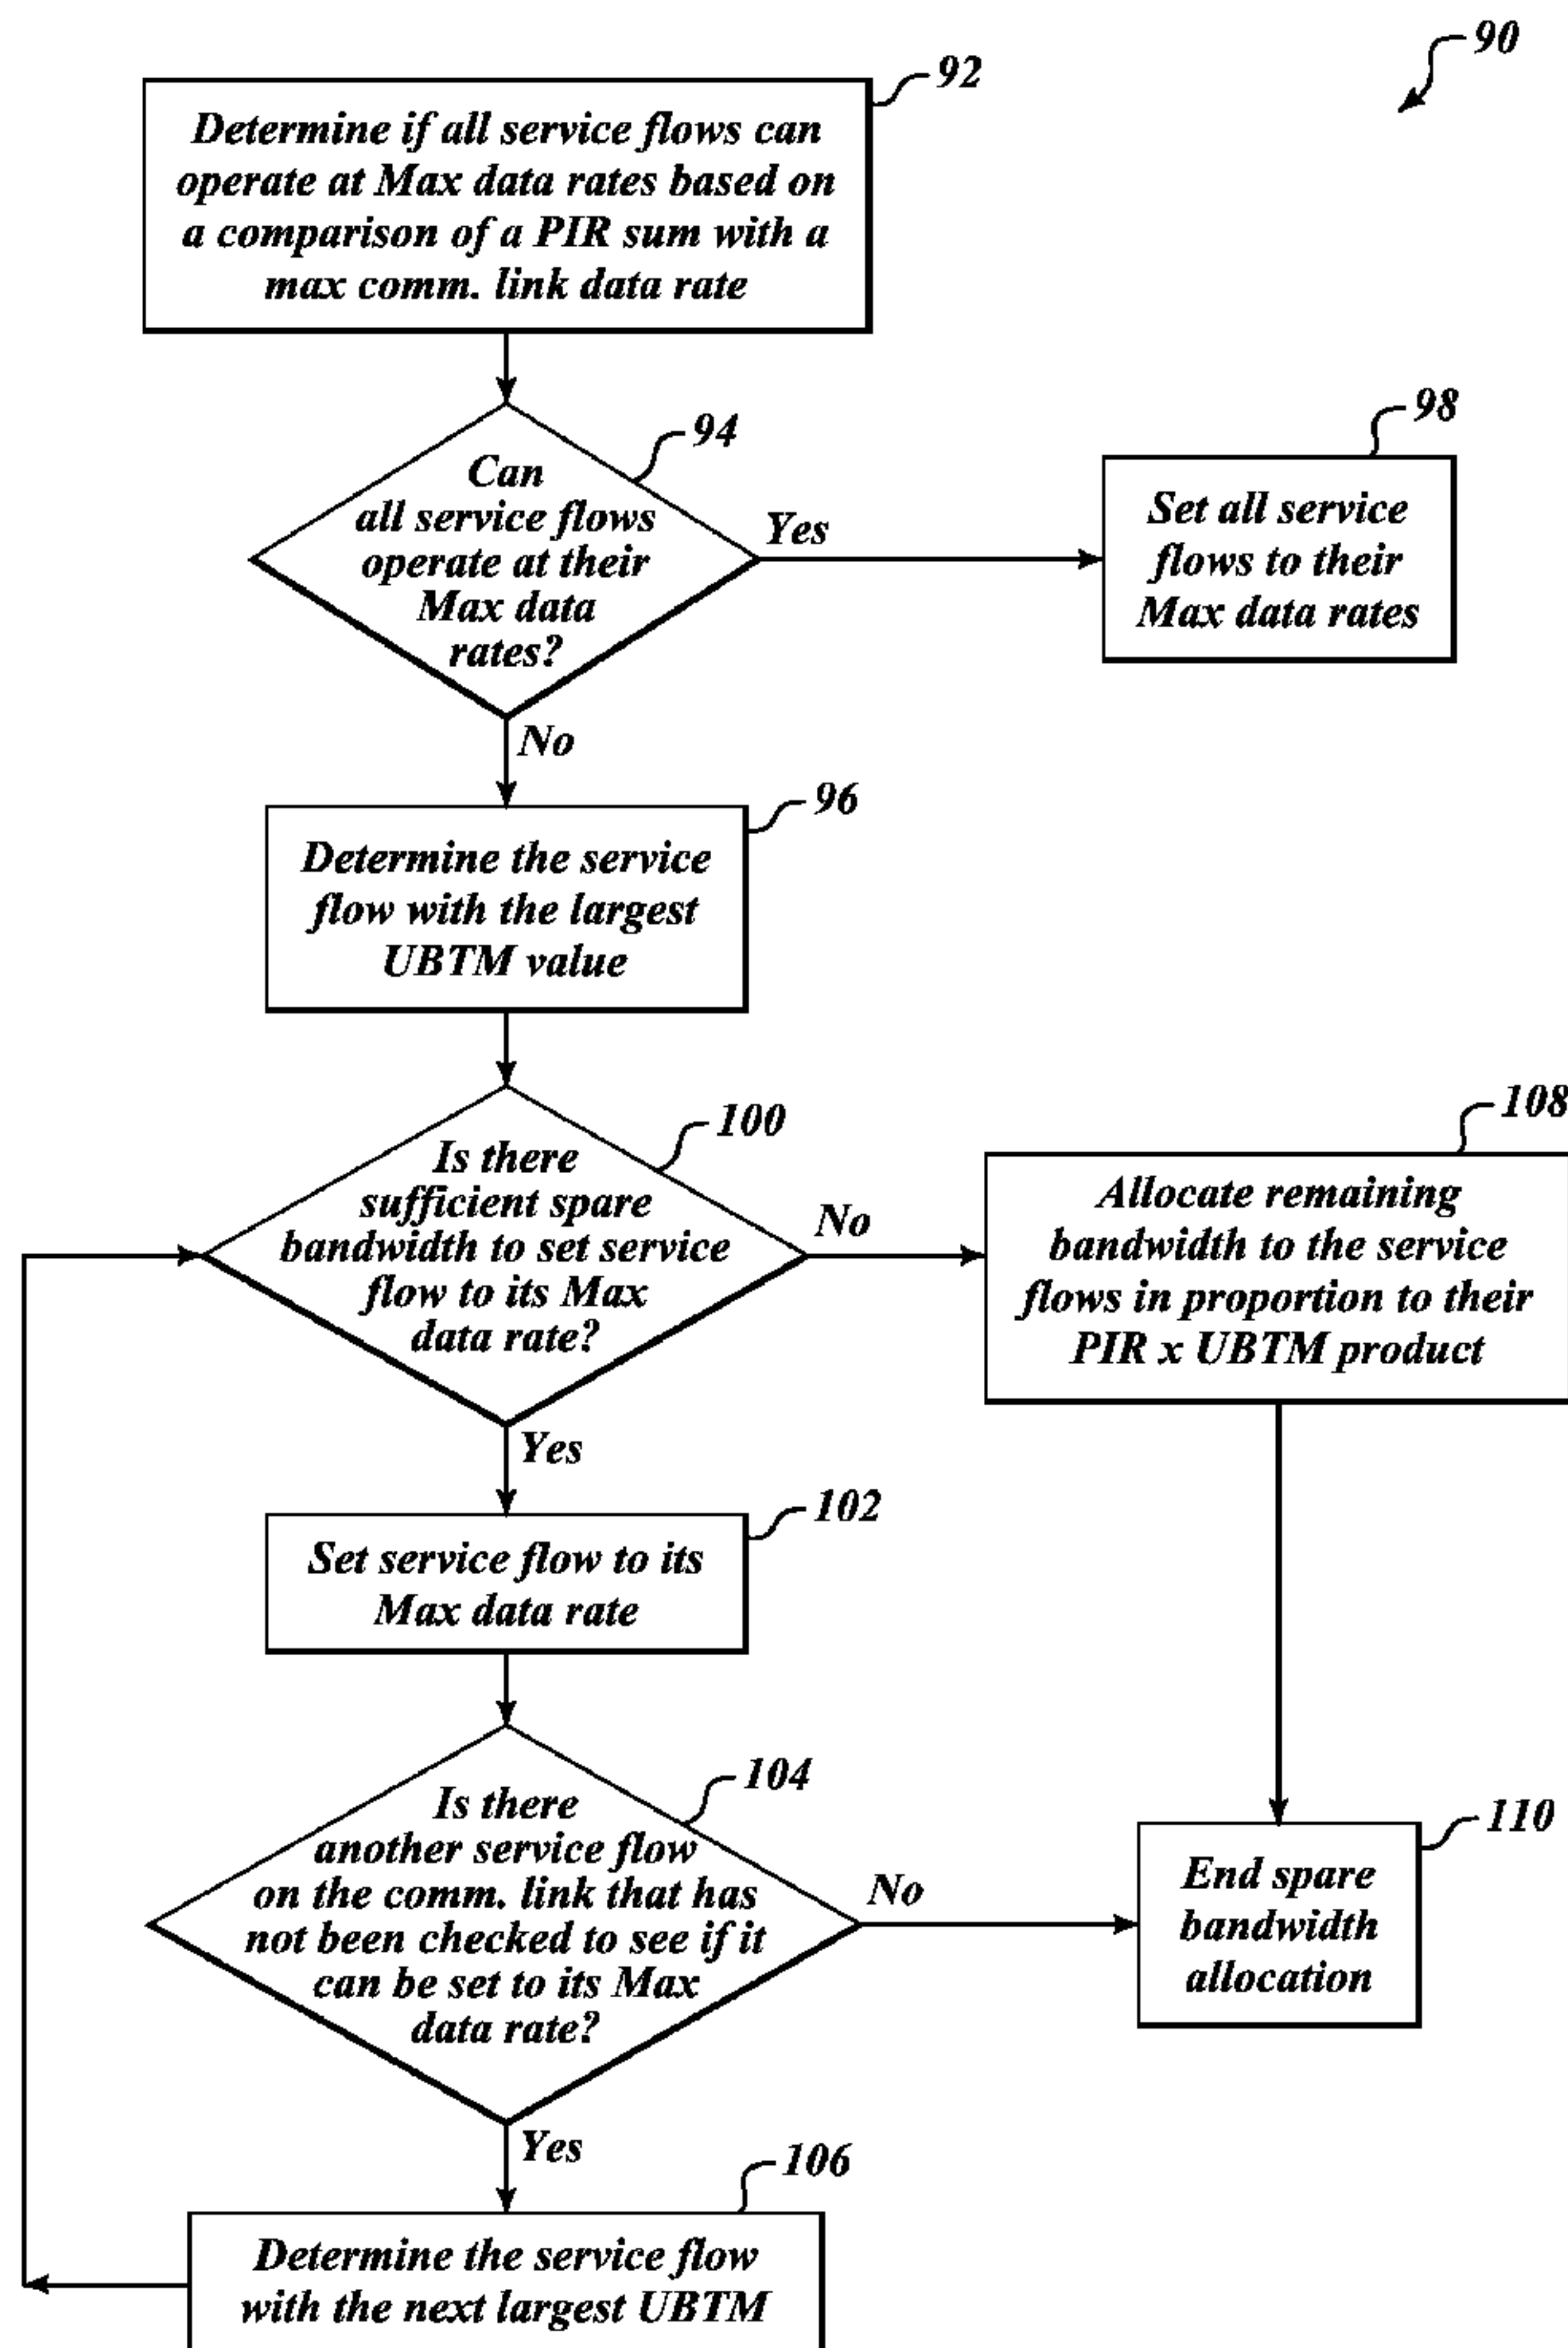 90
92
Determine if all service flows can
operate at Max data rates based on
a comparison of a PIR sum with a
max comm. link data rate
94
Can
all service flows
operate at their
Max data
rates?
Yes
98
Set all service
flows to their
Max data rates
No
96
Determine the service
flow with the largest
UBTM value
100
Is there
sufficient spare
bandwidth to set service
flow to its Max
data rate?
No
108
Allocate remaining
bandwidth to the service
flows in proportion to their
PIR x UBTM product
Yes
102
Set service flow to its
Max data rate
104
Is there
another service flow
on the comm. link that has
not been checked to see if it
can be set to its Max
data rate?
No
110
End spare
bandwidth
allocation
Yes
106
Determine the service flow
with the next largest UBTM